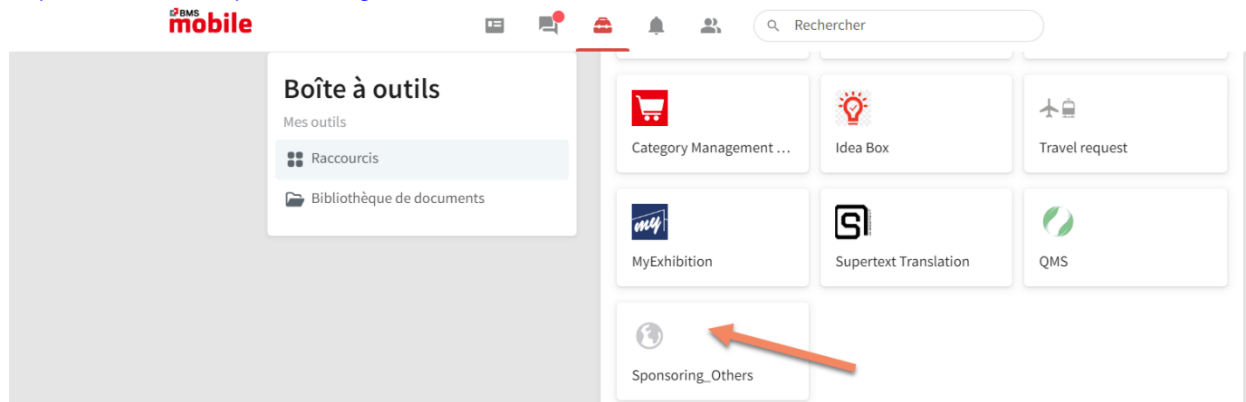 BMS
mobile
Rechercher
Boîte à outils
Mes outils
Raccourcis
Bibliothèque de documents
Category Management ...
Idea Box
Travel request
my
MyExhibition
S
Supertext Translation
QMS
Sponsoring_Others